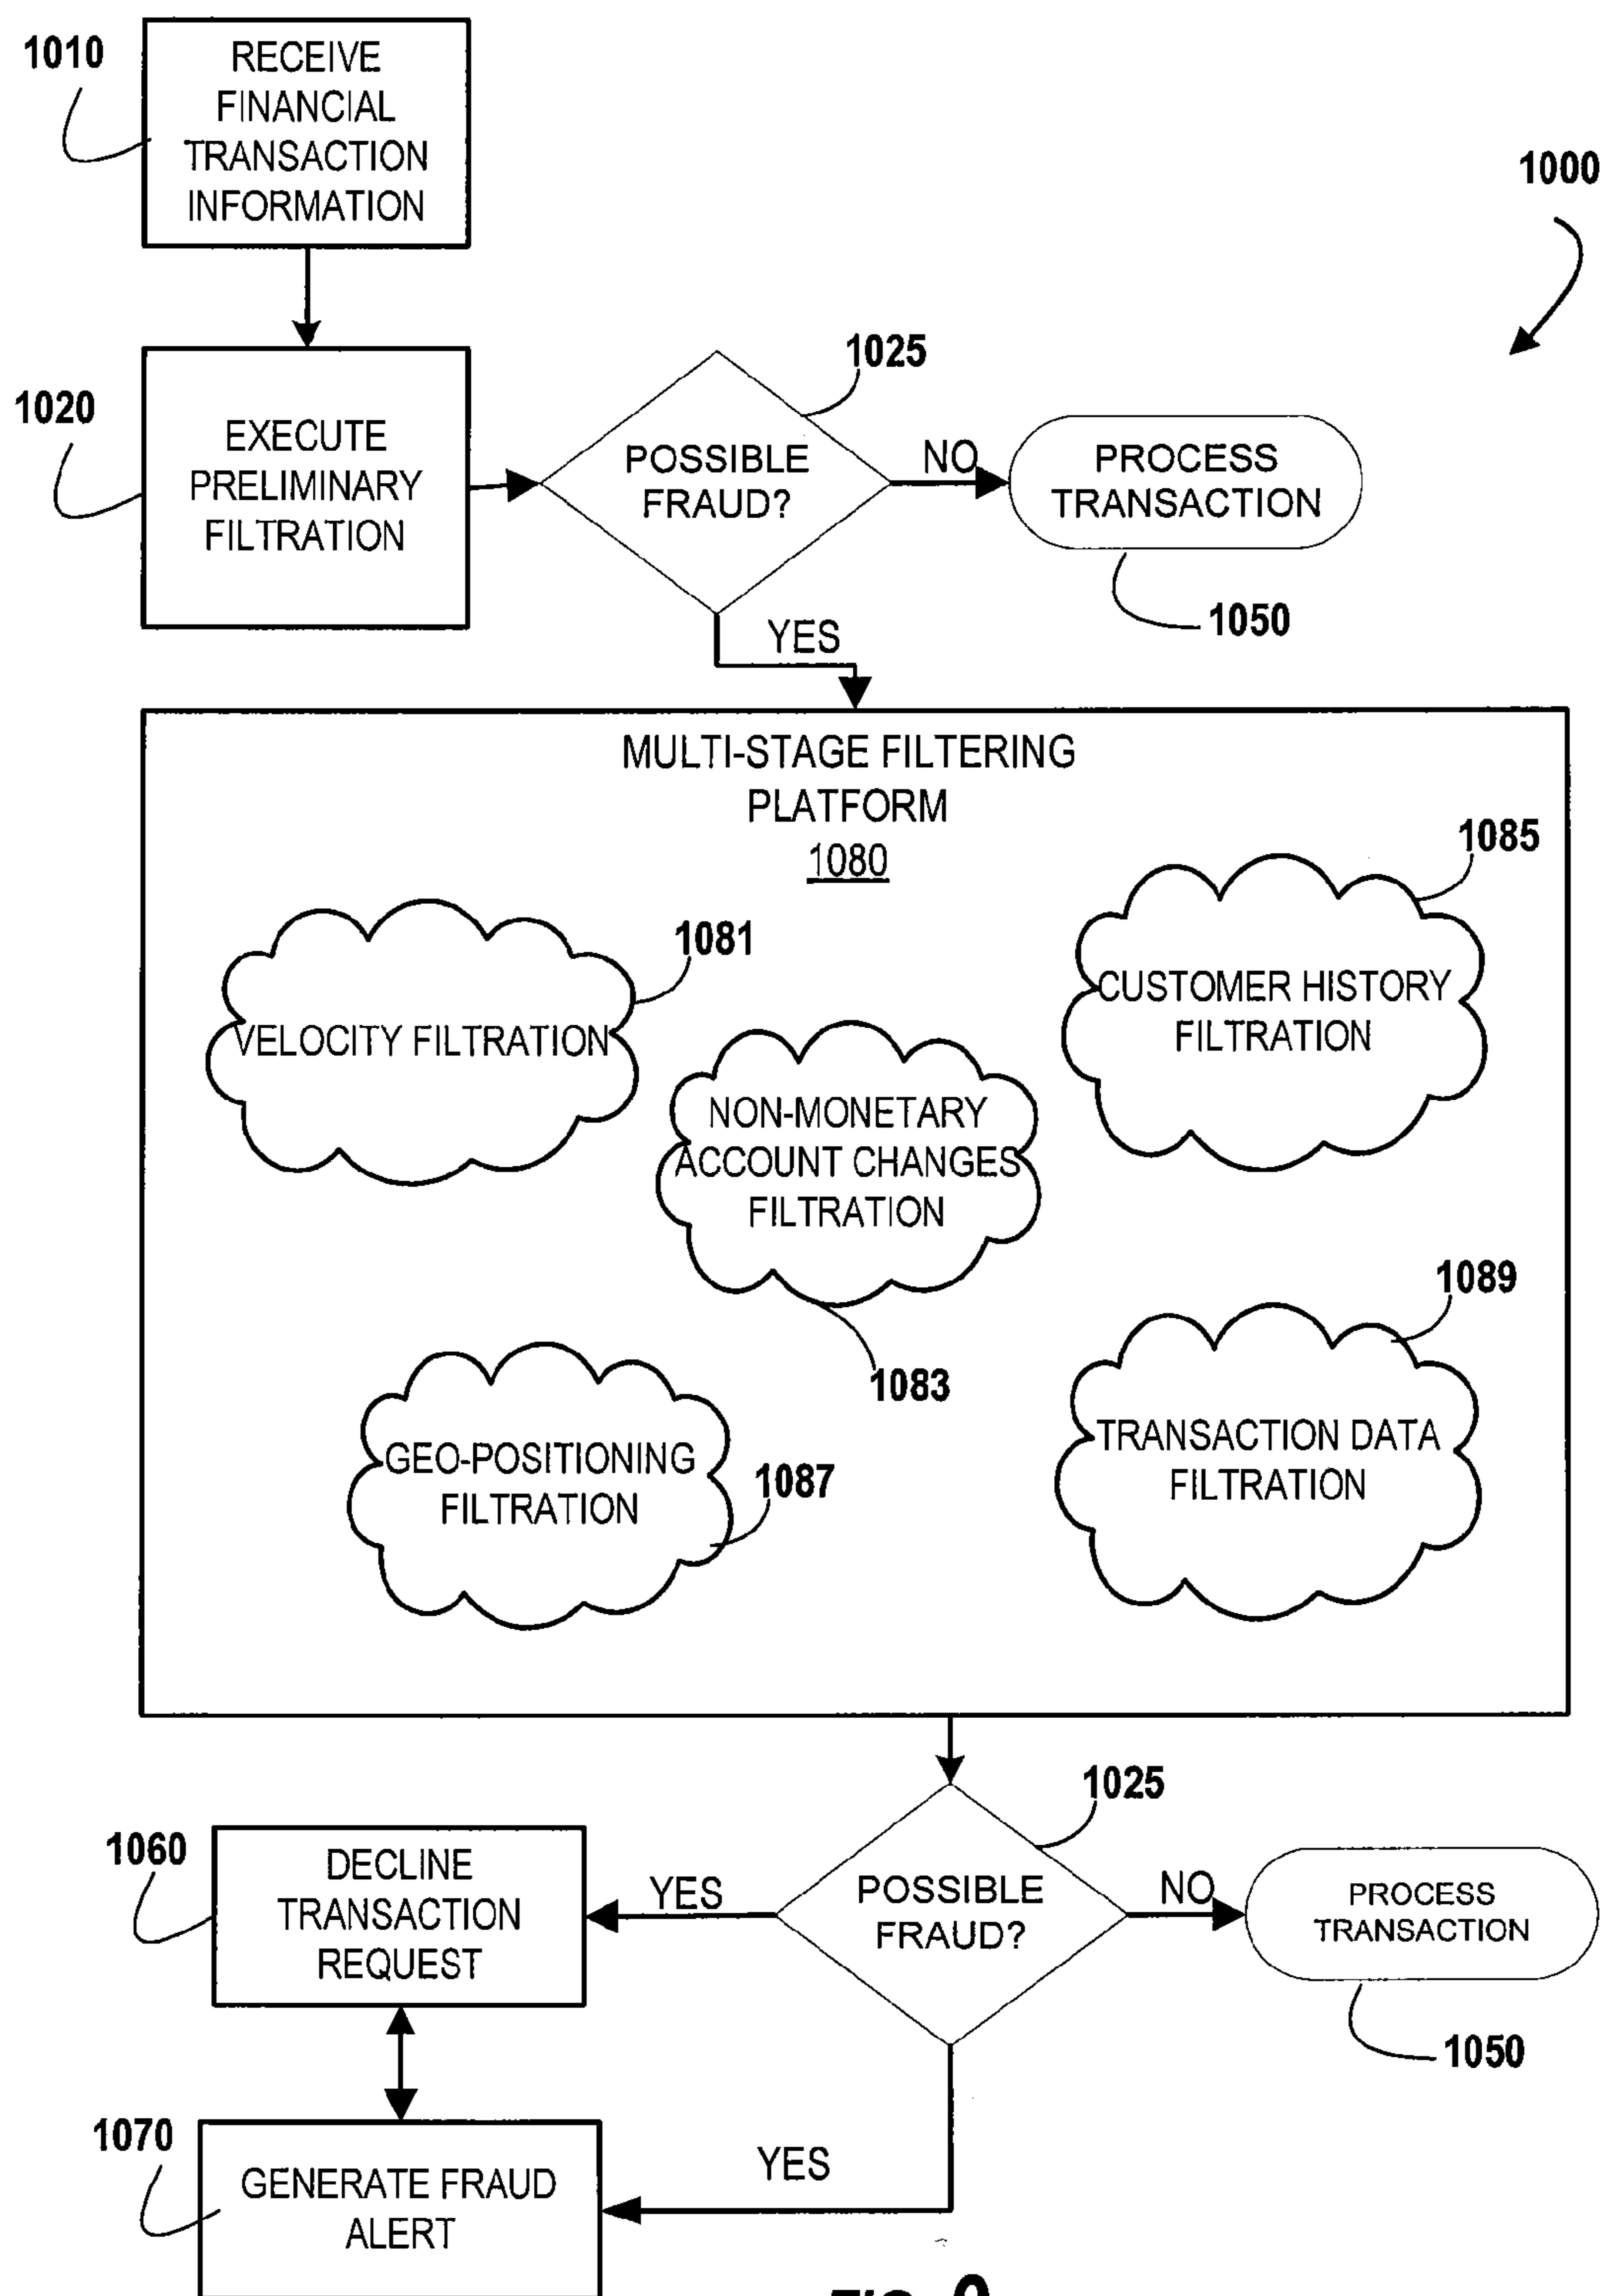 1010
RECEIVE
FINANCIAL
TRANSACTION
INFORMATION
1000
1020
EXECUTE
PRELIMINARY
FILTRATION
1025
POSSIBLE
FRAUD?
NO
PROCESS
TRANSACTION
1050
YES
MULTI-STAGE FILTERING
PLATFORM
1080
1081
VELOCITY FILTRATION
1085
CUSTOMER HISTORY
FILTRATION
NON-MONETARY
ACCOUNT CHANGES
FILTRATION
1083
1089
TRANSACTION DATA
FILTRATION
GEO-POSITIONING
FILTRATION
1087
1025
POSSIBLE
FRAUD?
1060
DECLINE
TRANSACTION
REQUEST
YES
NO
PROCESS
TRANSACTION
1050
1070
GENERATE FRAUD
ALERT
YES